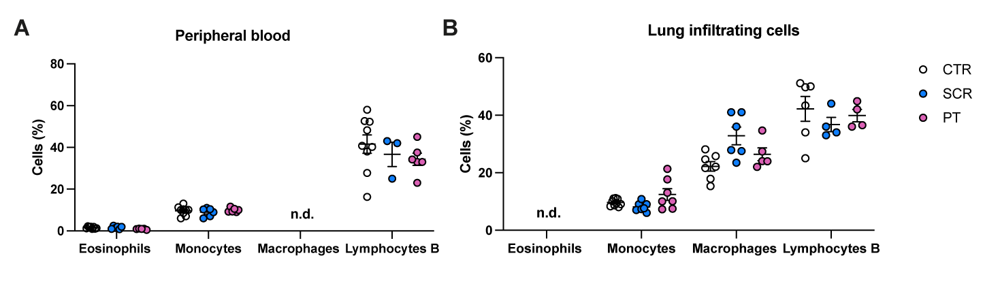 A
Peripheral blood
Cells (%)
80
60
40
20
0
n.d.
Eosinophils Monocytes Macrophages Lymphocytes B
B
Lung infiltrating cells
Cells (%)
60
40
20
0
n.d.
Eosinophils Monocytes Macrophages Lymphocytes B
CTR
SCR
PT